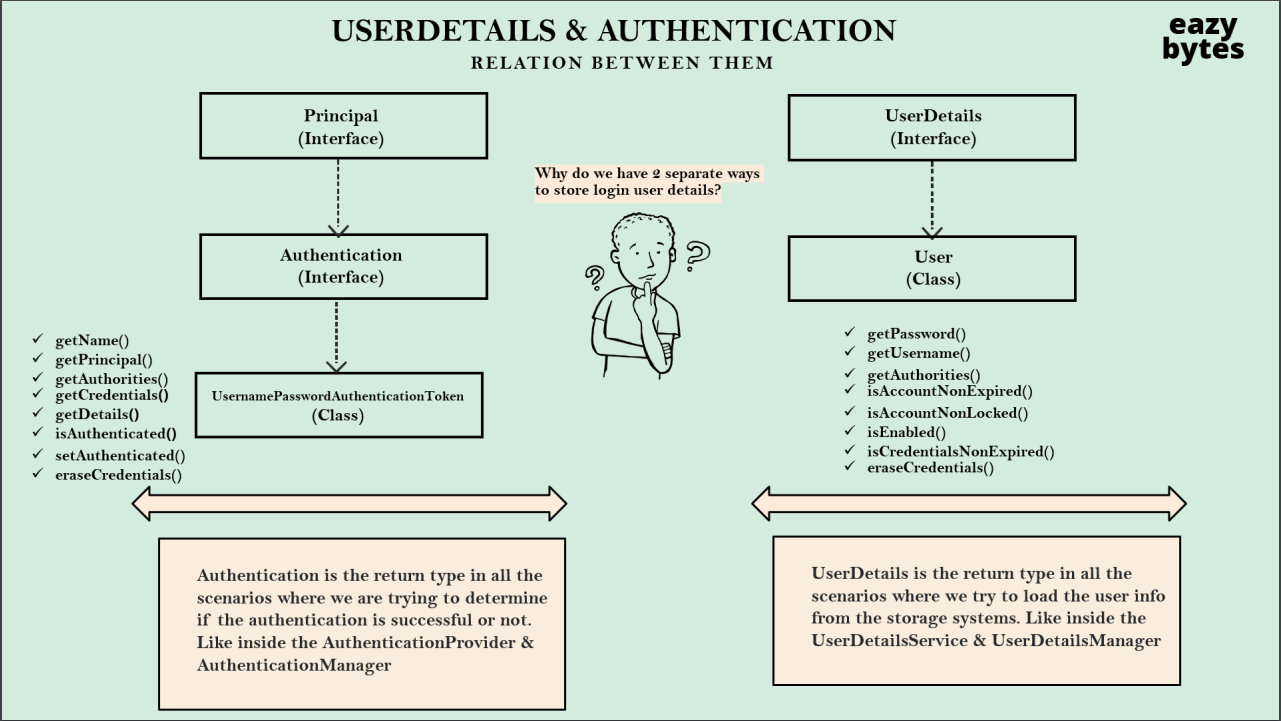 USERDETAILS & AUTHENTICATION
RELATION BETWEEN THEM
eazy
bytes
Principal
(Interface)
Authentication
(Interface)
UsernamePasswordAuthenticationToken
(Class)
getName()
getPrincipal()
getAuthorities()
getCredentials()
getDetails()
isAuthenticated()
setAuthenticated()
eraseCredentials()
Authentication is the return type in all the
scenarios where we are trying to determine
if the authentication is successful or not.
Like inside the AuthenticationProvider &
AuthenticationManager
Why do we have 2 separate ways
to store login user details?
?
?
UserDetails
(Interface)
User
(Class)
getPassword()
getUsername()
getAuthorities()
isAccountNonExpired()
isAccountNonLocked()
isEnabled()
isCredentialsNonExpired()
eraseCredentials()
UserDetails is the return type in all the
scenarios where we try to load the user info
from the storage systems. Like inside the
UserDetailsService & UserDetailsManager